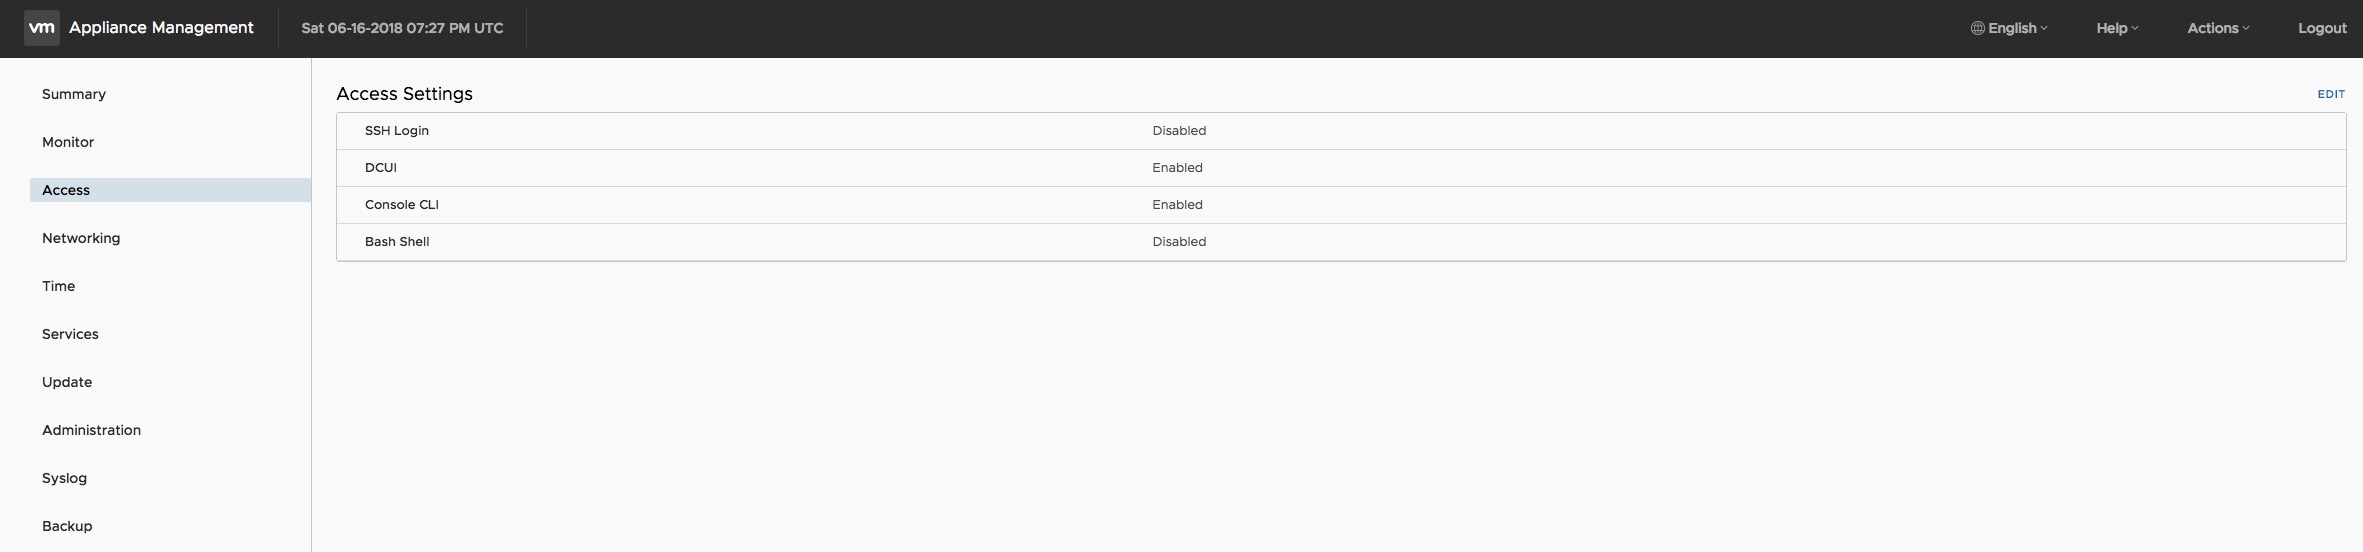 vm Appliance Management Sat 06-16-2018 07:27 PM UTC English Help Actions Logout
Summary
Monitor
Access
Networking
Time
Services
Update
Administration
Syslog
Backup
Access Settings EDIT
SSH Login Disabled
DCUI Enabled
Console CLI Enabled
Bash Shell Disabled